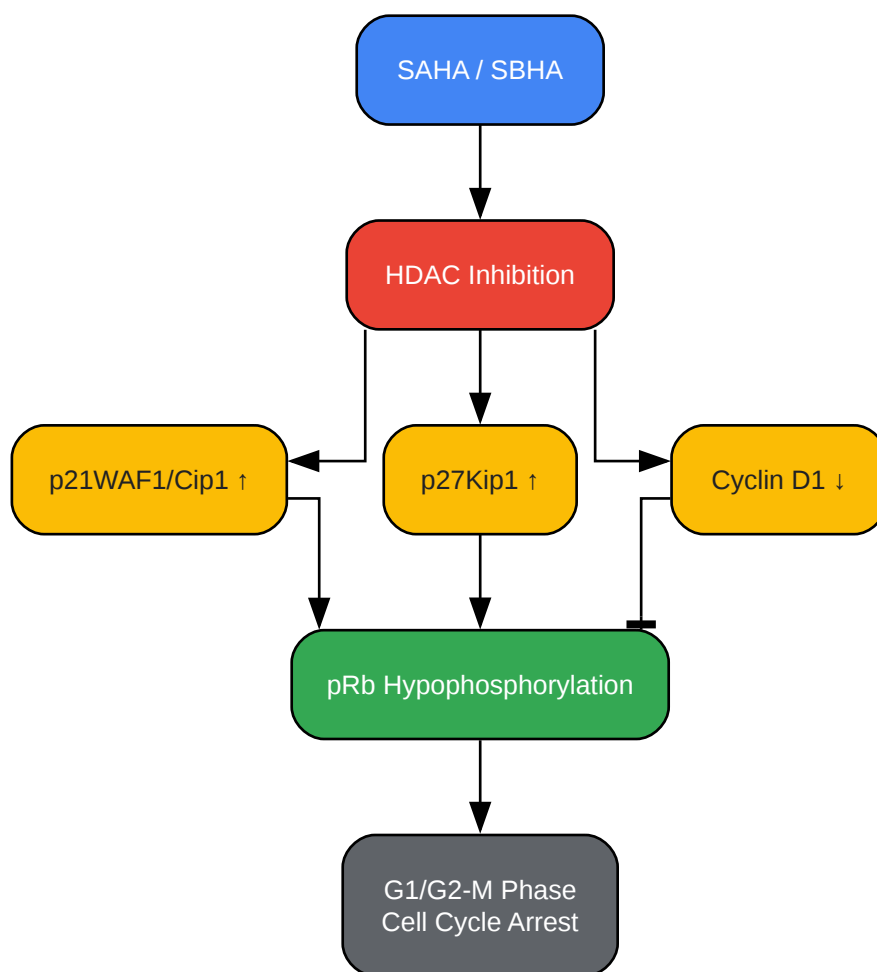 SAHA / SBHA
HDAC Inhibition
p21WAF1/Cip1 ↑
p27Kip1 ↑
Cyclin D1 ↓
pRb Hypophosphorylation
G1/G2-M Phase
Cell Cycle Arrest